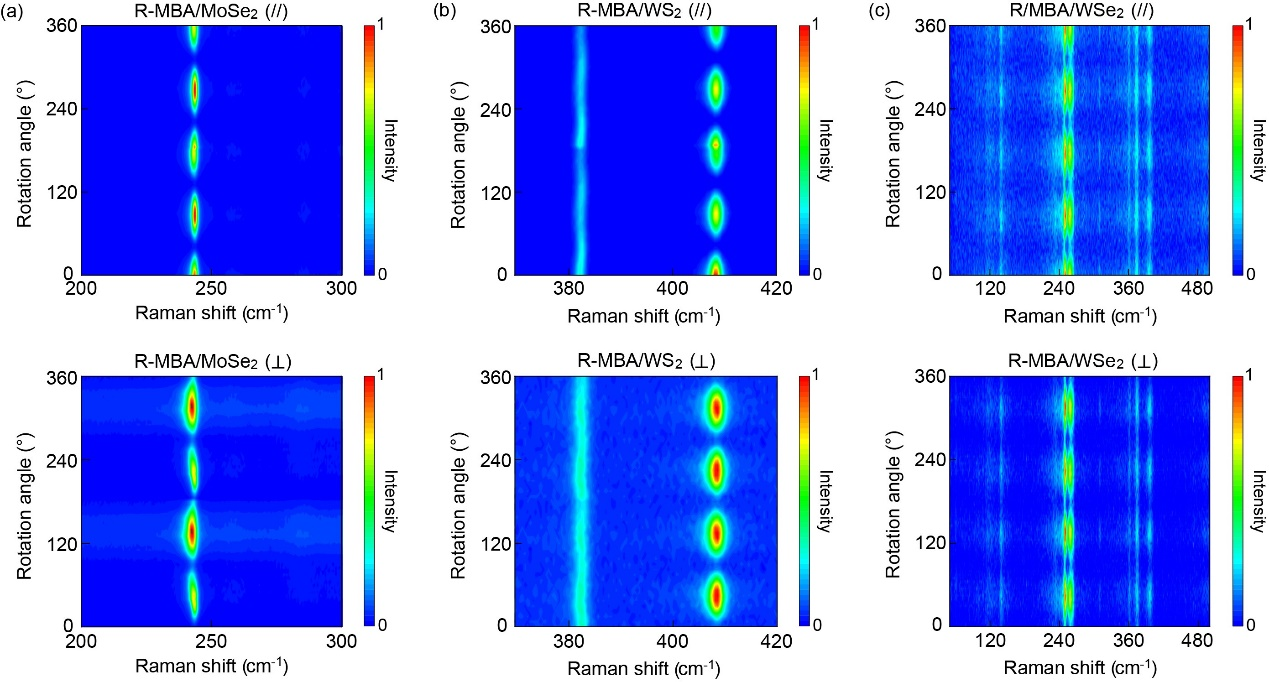 (a)
R-MBA/MoSe₂ (//)
360
240
120
0
Rotation angle (°)
200 250 300
Raman shift (cm⁻¹)
1
0
Intensity
(b)
R-MBA/WS₂ (//)
360
240
120
0
Rotation angle (°)
380 400 420
Raman shift (cm⁻¹)
1
0
Intensity
(c)
R/MBA/WSe₂ (//)
360
240
120
0
Rotation angle (°)
120 240 360 480
Raman shift (cm⁻¹)
1
0
Intensity
R-MBA/MoSe₂ (⊥)
360
240
120
0
Rotation angle (°)
200 250 300
Raman shift (cm⁻¹)
1
0
Intensity
R-MBA/WS₂ (⊥)
360
240
120
0
Rotation angle (°)
380 400 420
Raman shift (cm⁻¹)
1
0
Intensity
R-MBA/WSe₂ (⊥)
360
240
120
0
Rotation angle (°)
120 240 360 480
Raman shift (cm⁻¹)
1
0
Intensity